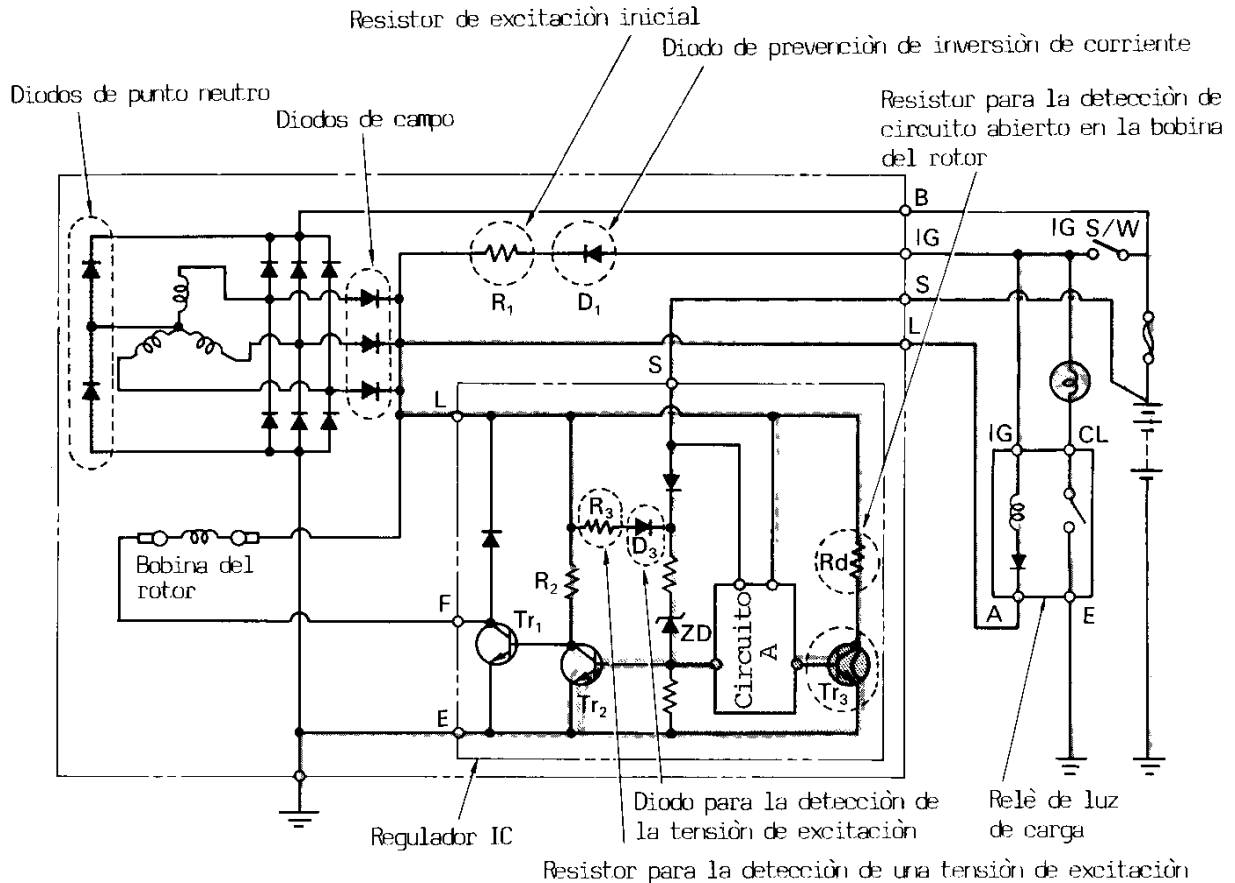 Resistor de excitaciòn inicial
Diodo de prevenciòn de inversiòn de corriente
Diodos de punto neutro
Diodos de campo
Resistor para la detecciòn de
circuito abierto en la bobina
del rotor
B
IG
IG S/W
S
L
R₁
D₁
S
L
IG
CL
R₃
D₃
Rd
Bobina del
rotor
R₂
F
Tr₁
ZD
Circuito
A
A
E
Tr₂
Tr₃
E
Regulador IC
Diodo para la detecciòn de
la tensiòn de excitaciòn
Relè de luz
de carga
Resistor para la detecciòn de una tensiòn de excitaciòn